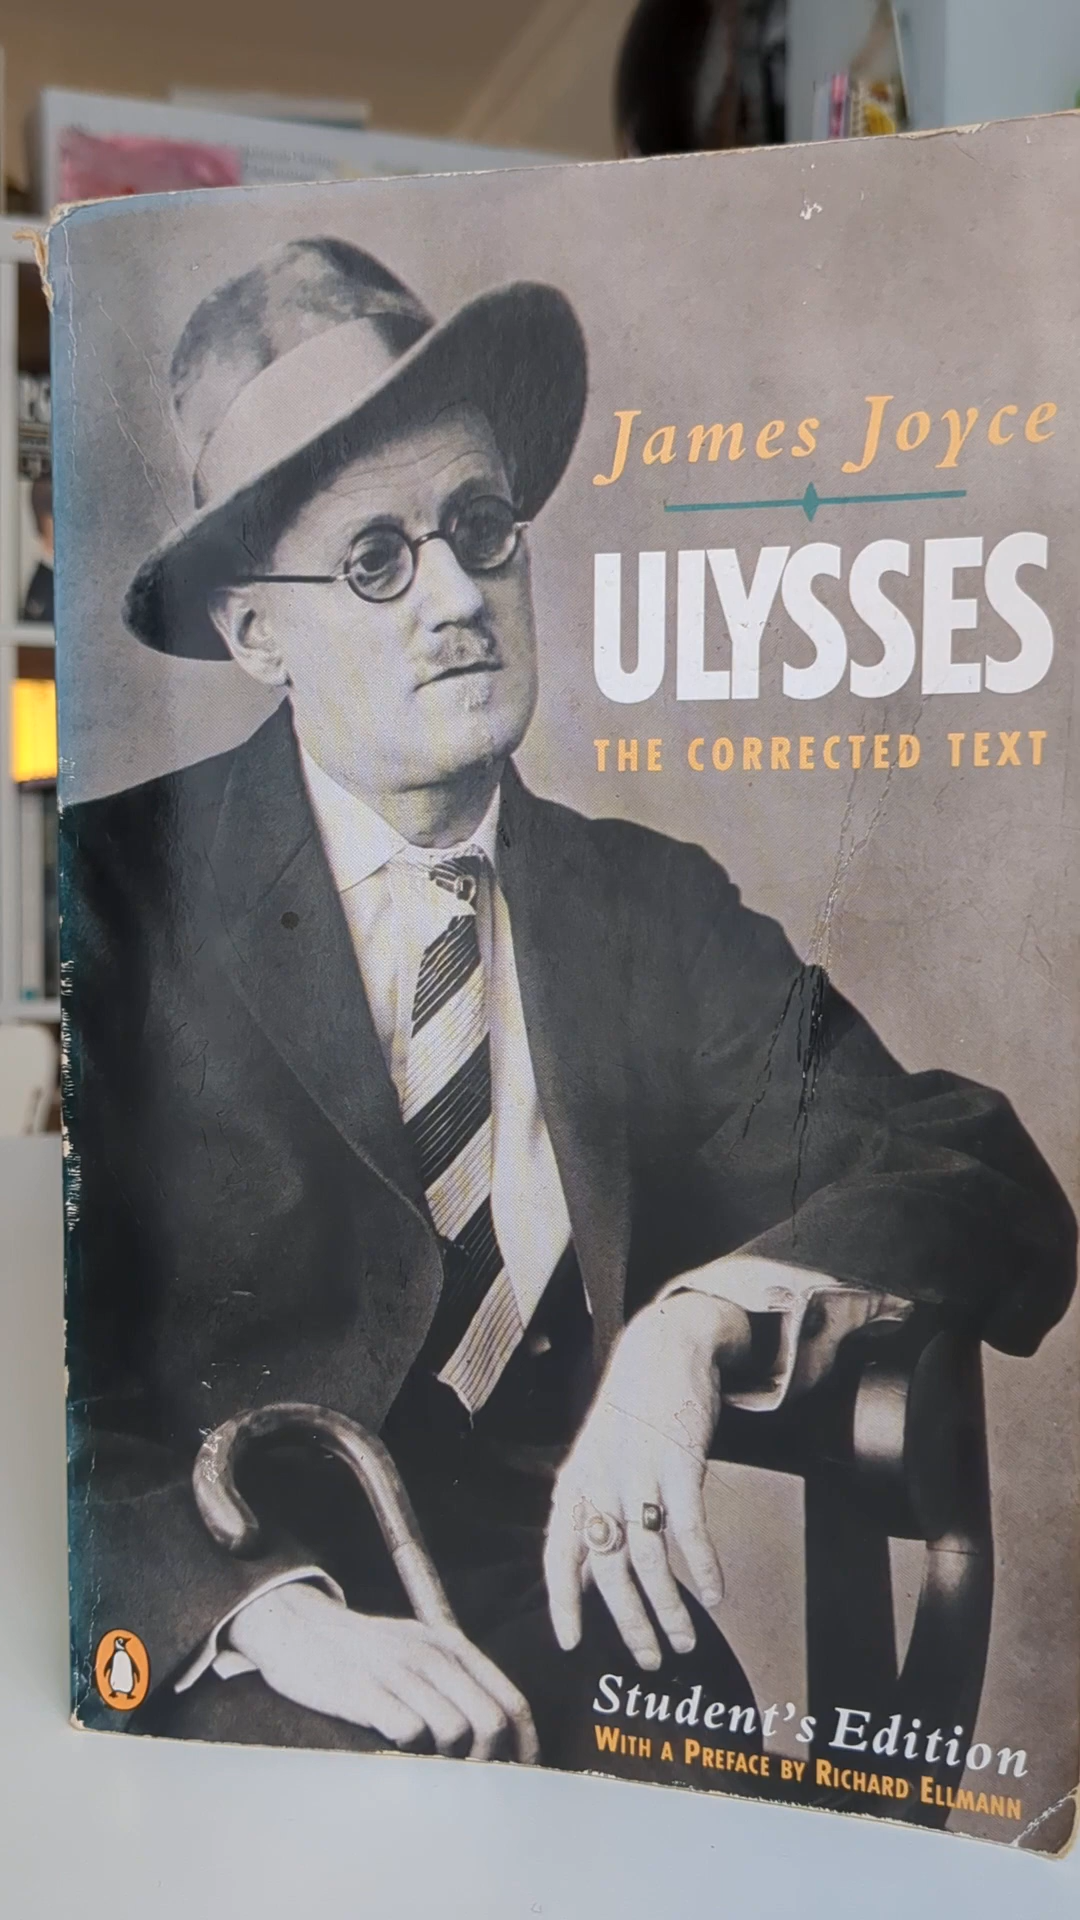 James Joyce
ULYSSES
THE CORRECTED TEXT
Student's Edition
WITH A PREFACE BY RICHARD ELLMANN